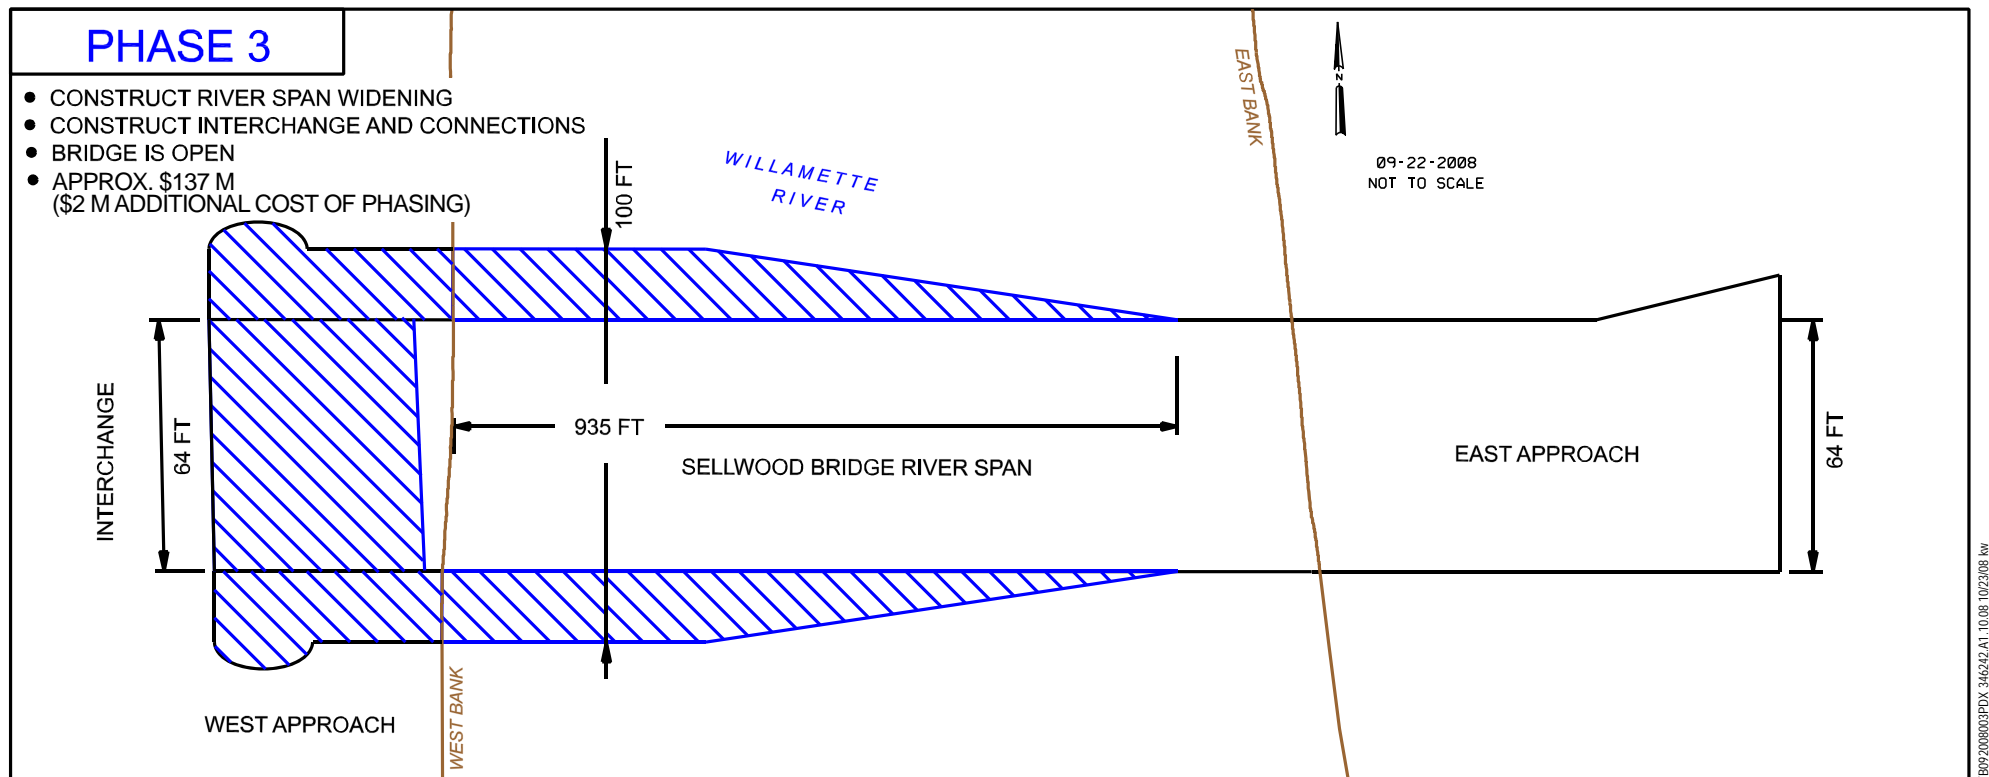 PHASE 3
● CONSTRUCT RIVER SPAN WIDENING
● CONSTRUCT INTERCHANGE AND CONNECTIONS
● BRIDGE IS OPEN
● APPROX. $137 M
($2 M ADDITIONAL COST OF PHASING)
100 FT
WILLAMETTE
RIVER
EAST BANK
N
09-22-2008
NOT TO SCALE
INTERCHANGE
64 FT
935 FT
SELLWOOD BRIDGE RIVER SPAN
EAST APPROACH
64 FT
WEST APPROACH
WEST BANK
B092008003PDX 346242.A1.10.08 10/23/08 kw